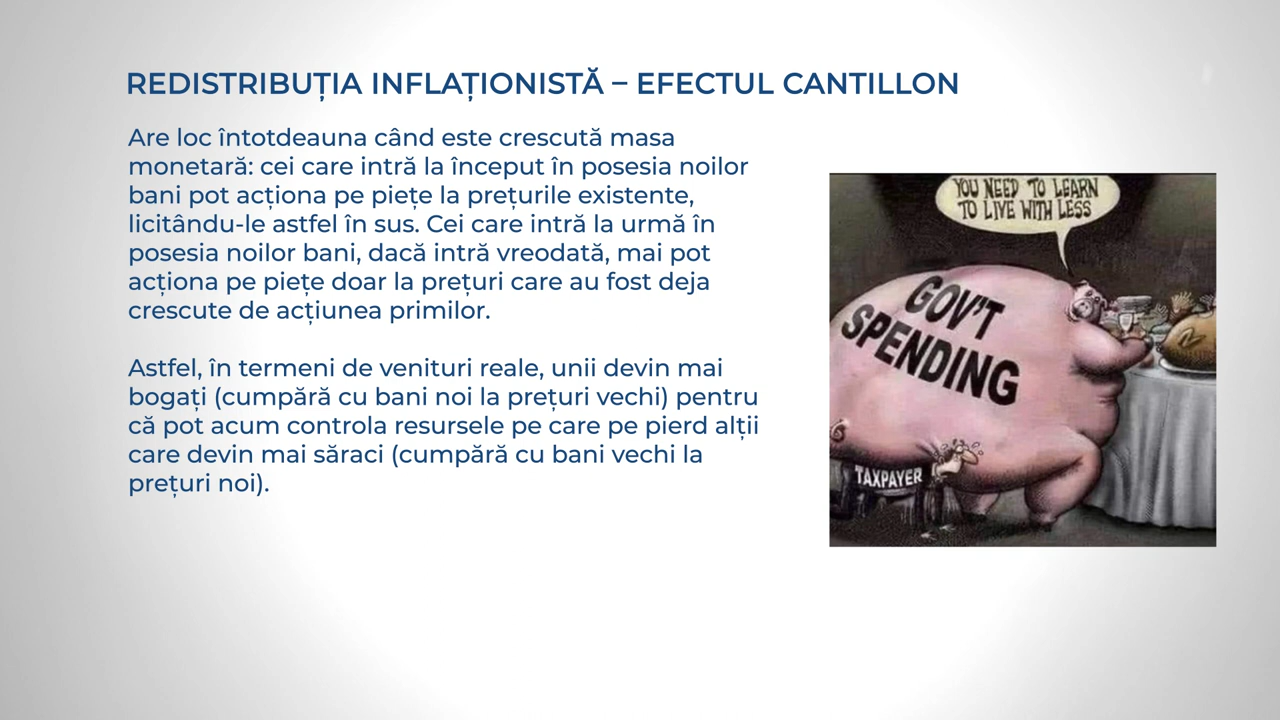 REDISTRIBUȚIA INFLAȚIONISTĂ – EFECTUL CANTILLON
Are loc întotdeauna când este crescută masa
monetară: cei care intră la început în posesia noilor
bani pot acționa pe piețe la prețurile existente,
licitându-le astfel în sus. Cei care intră la urmă în
posesia noilor bani, dacă intră vreodată, mai pot
acționa pe piețe doar la prețuri care au fost deja
crescute de acțiunea primilor.
Astfel, în termeni de venituri reale, unii devin mai
bogați (cumpără cu bani noi la prețuri vechi) pentru
că pot acum controla resursele pe care pe pierd alții
care devin mai săraci (cumpără cu bani vechi la
prețuri noi).
YOU NEED TO LEARN
TO LIVE WITH LESS
GOV'T
SPENDING
TAXPAYER